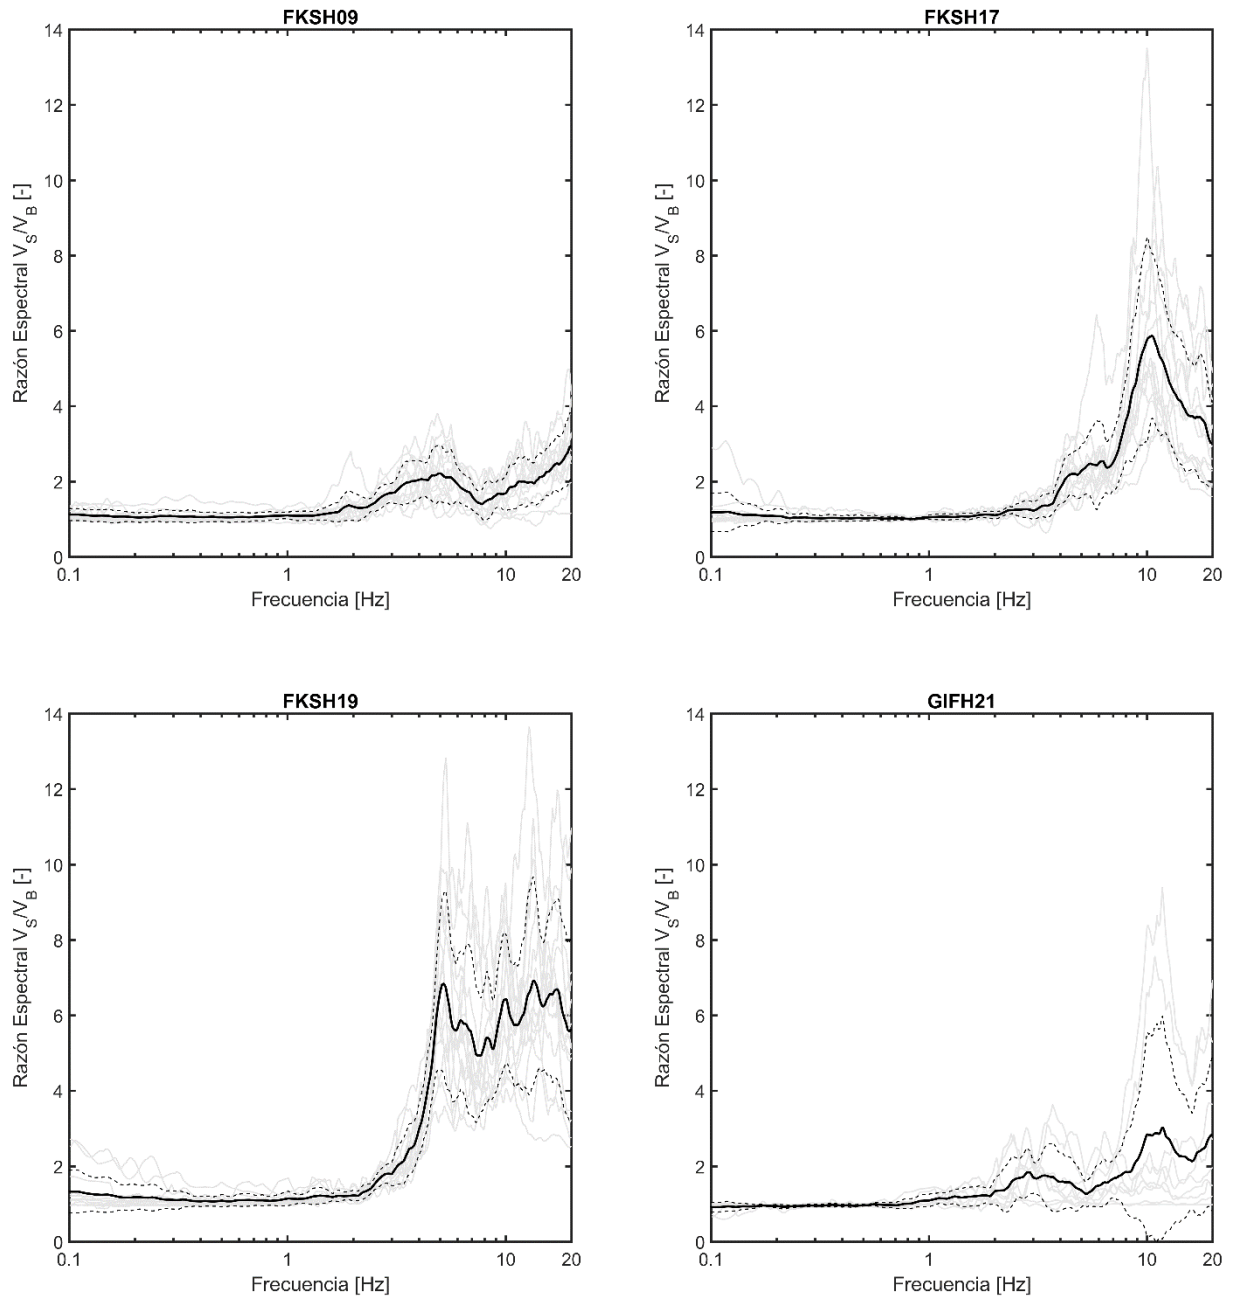 FKSH09
14
12
10
8
6
4
2
0
Razón Espectral V_S/V_B [-]
0.1 1 10 20
Frecuencia [Hz]
FKSH17
14
12
10
8
6
4
2
0
Razón Espectral V_S/V_B [-]
0.1 1 10 20
Frecuencia [Hz]
FKSH19
14
12
10
8
6
4
2
0
Razón Espectral V_S/V_B [-]
0.1 1 10 20
Frecuencia [Hz]
GIFH21
14
12
10
8
6
4
2
0
Razón Espectral V_S/V_B [-]
0.1 1 10 20
Frecuencia [Hz]